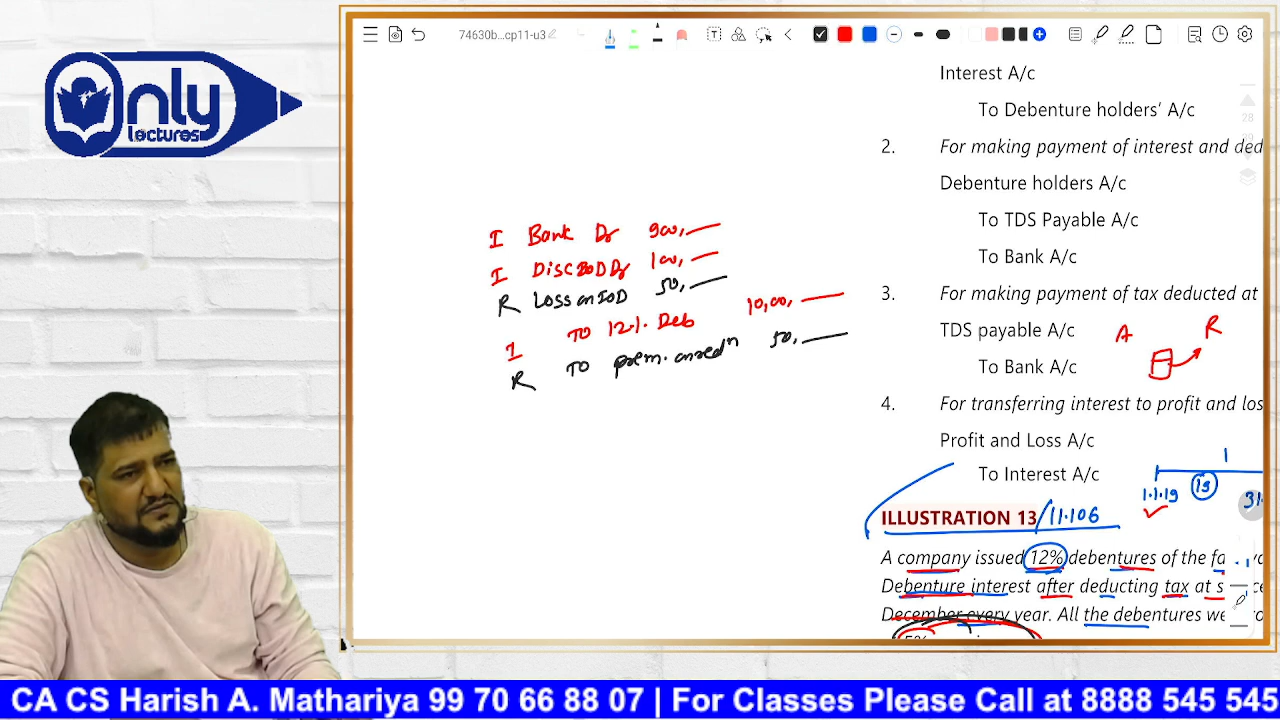 Only
lectures
74630b...cp11-u3
Interest A/c
To Debenture holders' A/c
2. For making payment of interest and ded
Debenture holders A/c
To TDS Payable A/c
To Bank A/c
3. For making payment of tax deducted at
TDS payable A/c
To Bank A/c
4. For transferring interest to profit and los
Profit and Loss A/c
To Interest A/c
ILLUSTRATION 13/11.106
A company issued 12% debentures of the fa
Debenture interest after deducting tax at s
December every year. All the debentures we
I Bank Dr 900,—
I Disc IOD Dr 100,—
R Loss on IOD 50,—
I TO 12% Deb 10,00,—
R TO prem. on redn 50,—
A R
1
1.1.19 19 31
28
CA CS Harish A. Mathariya 99 70 66 88 07 | For Classes Please Call at 8888 545 545